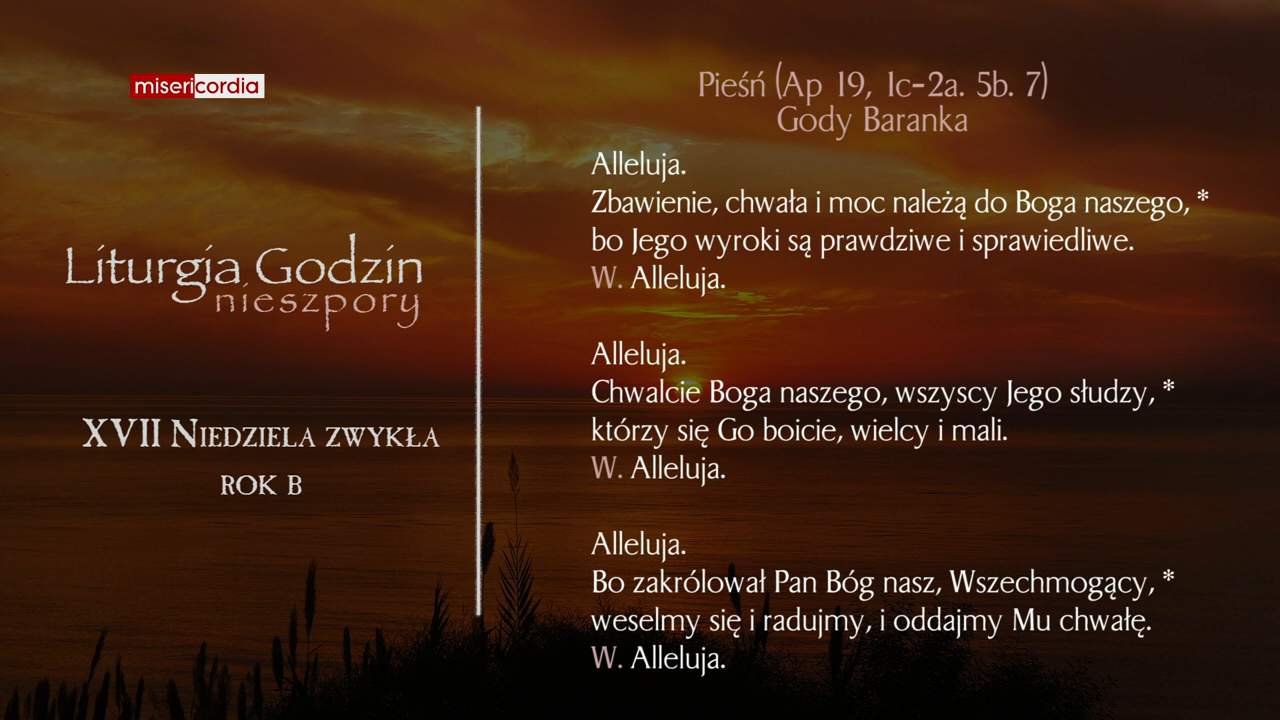 misericordia
Liturgia Godzin
nieszpory
XVII Niedziela zwykła
rok B
Pieśń (Ap 19, 1c-2a. 5b. 7)
Gody Baranka
Alleluja.
Zbawienie, chwała i moc należą do Boga naszego, *
bo Jego wyroki są prawdziwe i sprawiedliwe.
W. Alleluja.
Alleluja.
Chwalcie Boga naszego, wszyscy Jego słudzy, *
którzy się Go boicie, wielcy i mali.
W. Alleluja.
Alleluja.
Bo zakrólował Pan Bóg nasz, Wszechmogący, *
weselmy się i radujmy, i oddajmy Mu chwałę.
W. Alleluja.